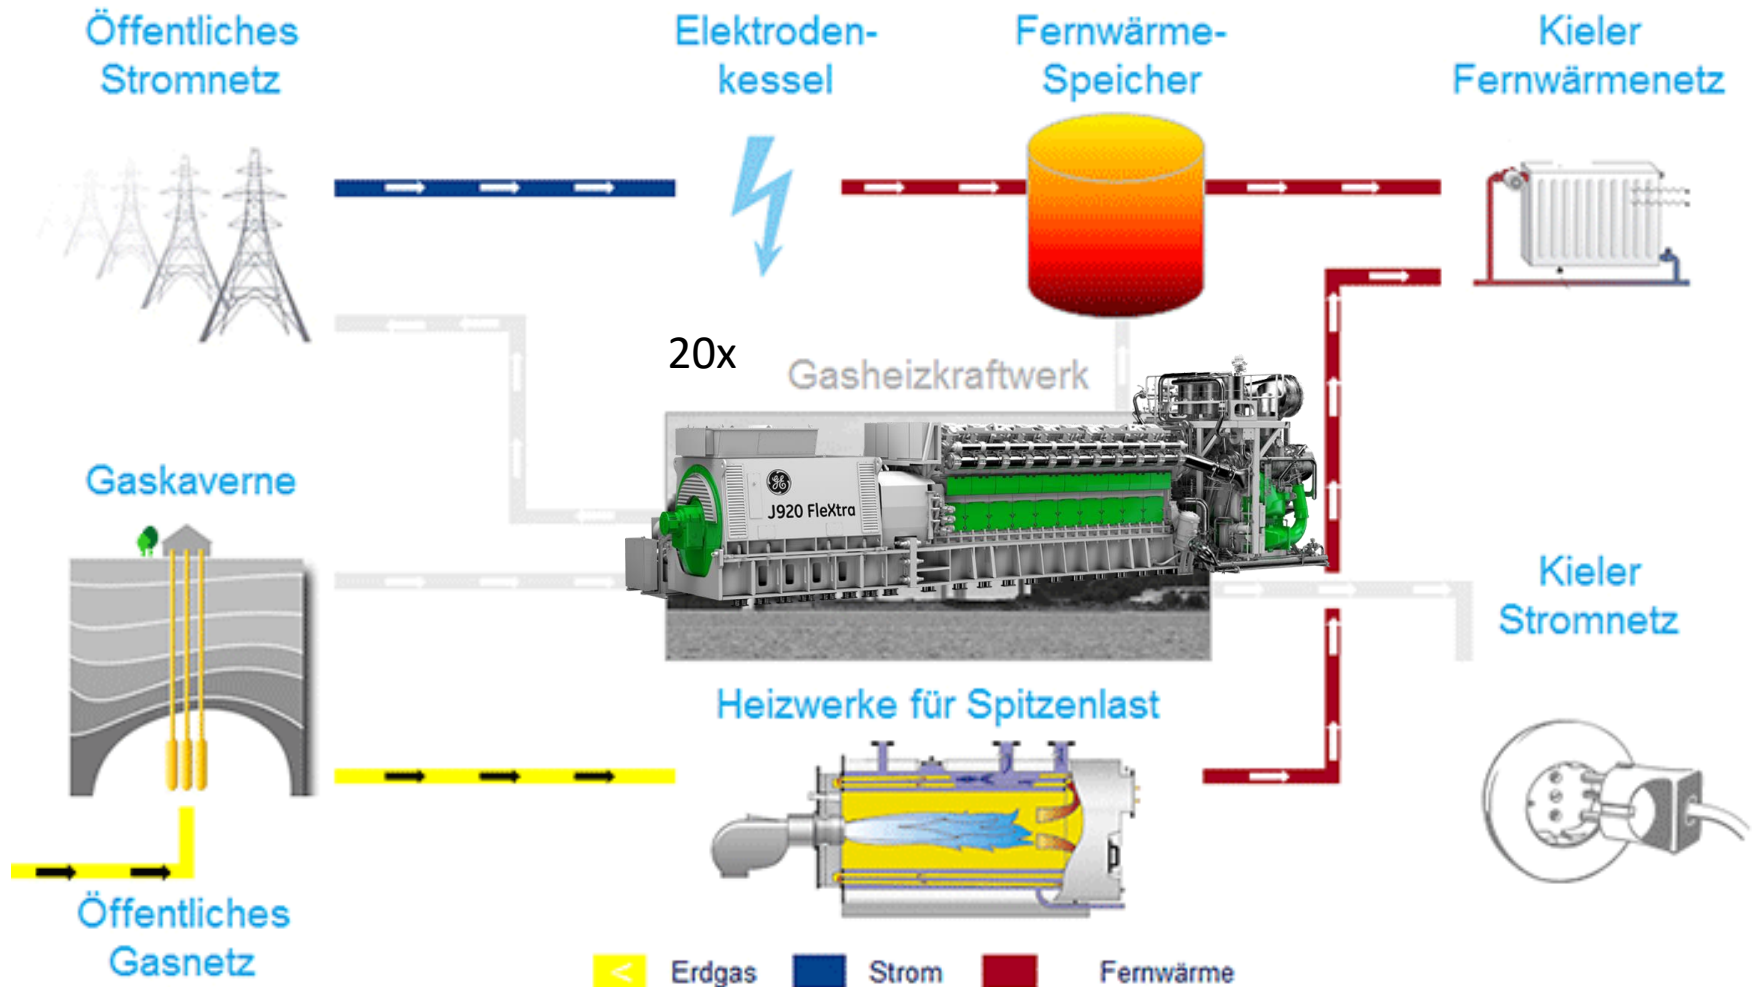 Öffentliches
Stromnetz
Elektroden-
kessel
Fernwärme-
Speicher
Kieler
Fernwärmenetz
20x
Gasheizkraftwerk
GE
J920 FleXtra
Gaskaverne
Kieler
Stromnetz
Heizwerke für Spitzenlast
Öffentliches
Gasnetz
< Erdgas
Strom
Fernwärme